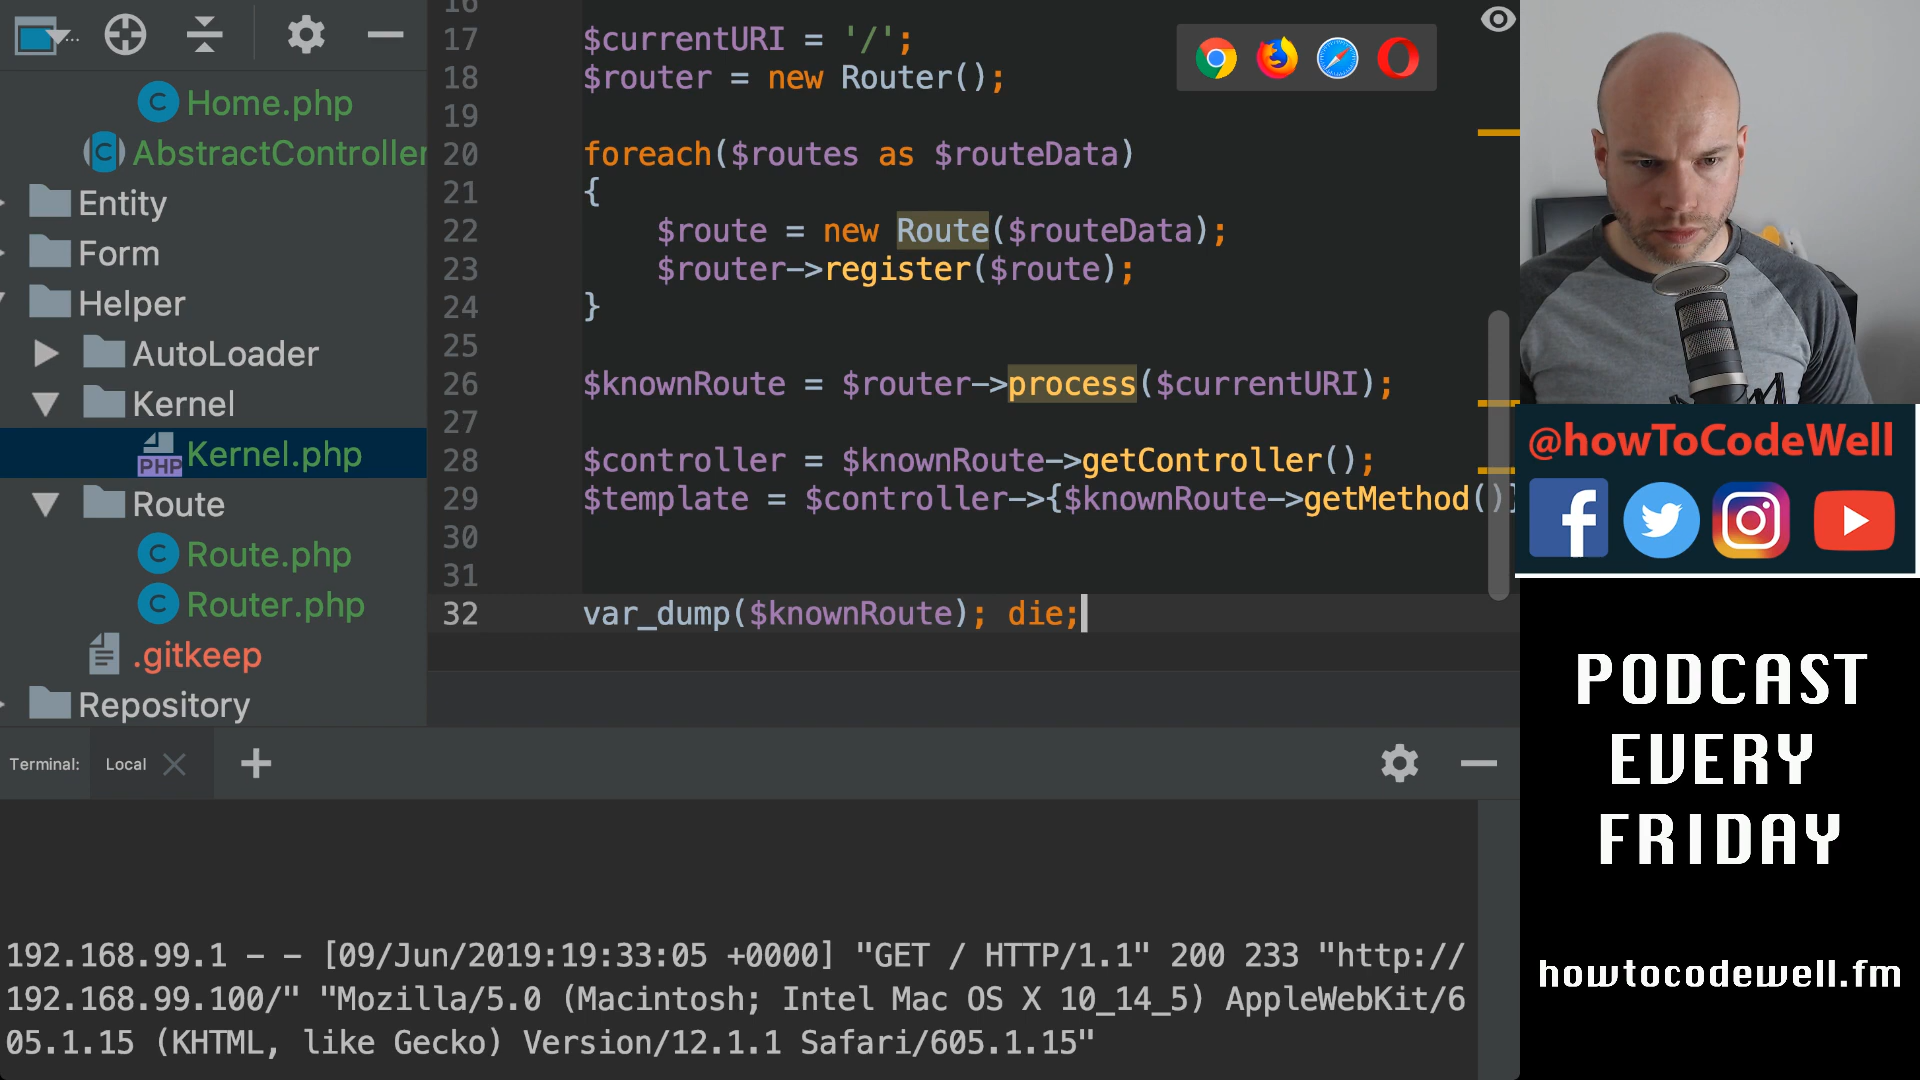 Home.php
AbstractController
Entity
Form
Helper
AutoLoader
Kernel
PHP Kernel.php
Route
Route.php
Router.php
.gitkeep
Repository
16
17 $currentURI = '/';
18 $router = new Router();
19
20 foreach($routes as $routeData)
21 {
22 $route = new Route($routeData);
23 $router->register($route);
24 }
25
26 $knownRoute = $router->process($currentURI);
27
28 $controller = $knownRoute->getController();
29 $template = $controller->{$knownRoute->getMethod()}
30
31
32 var_dump($knownRoute); die;
Terminal: Local
192.168.99.1 - - [09/Jun/2019:19:33:05 +0000] "GET / HTTP/1.1" 200 233 "http://
192.168.99.100/" "Mozilla/5.0 (Macintosh; Intel Mac OS X 10_14_5) AppleWebKit/6
05.1.15 (KHTML, like Gecko) Version/12.1.1 Safari/605.1.15"
@howToCodeWell
PODCAST
EVERY
FRIDAY
howtocodewell.fm